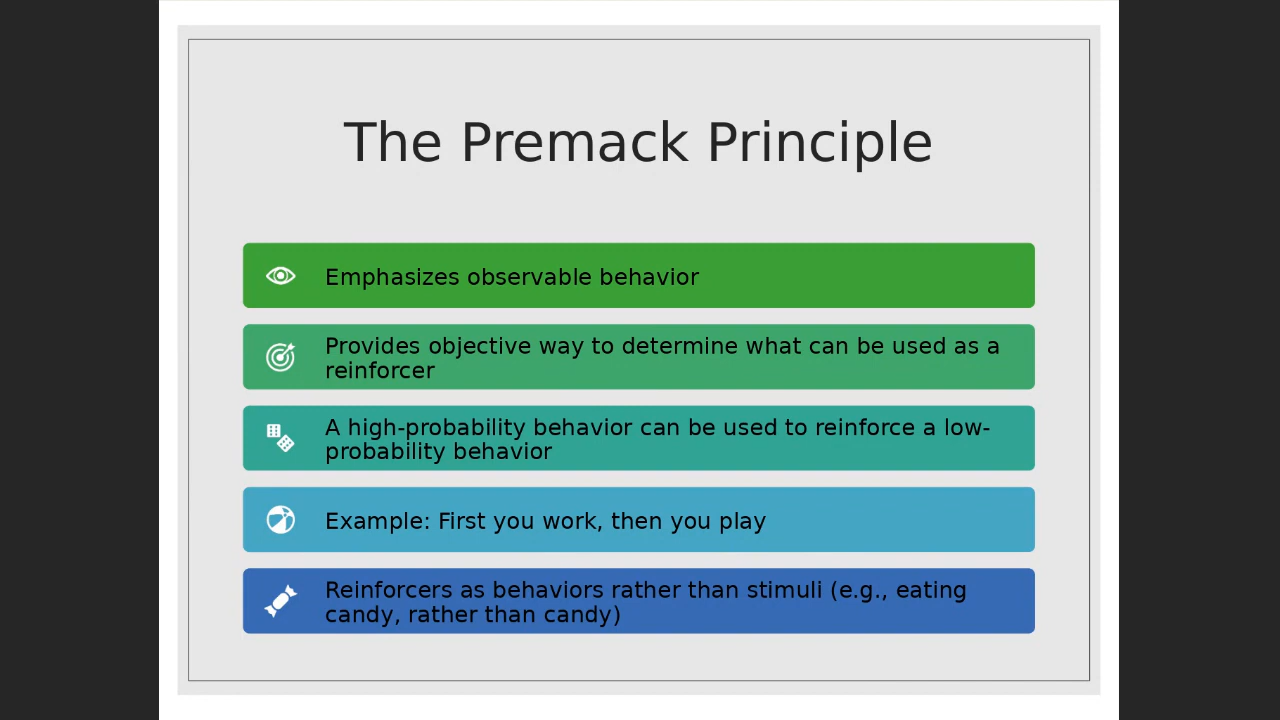 The Premack Principle
Emphasizes observable behavior
Provides objective way to determine what can be used as a
reinforcer
A high-probability behavior can be used to reinforce a low-
probability behavior
Example: First you work, then you play
Reinforcers as behaviors rather than stimuli (e.g., eating
candy, rather than candy)